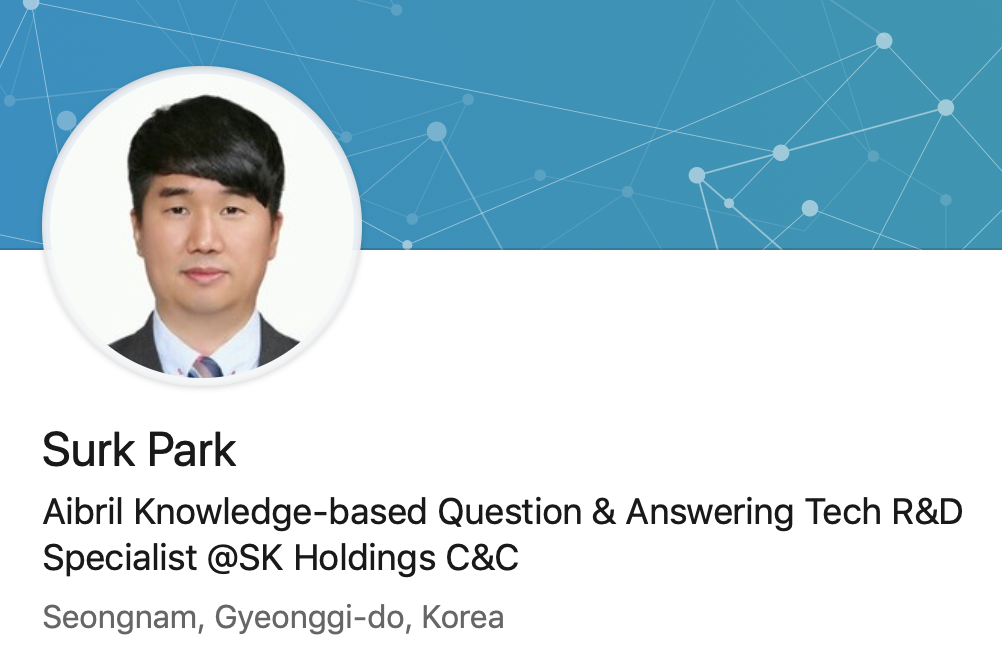 Surk Park
Aibril Knowledge-based Question & Answering Tech R&D
Specialist @SK Holdings C&C
Seongnam, Gyeonggi-do, Korea